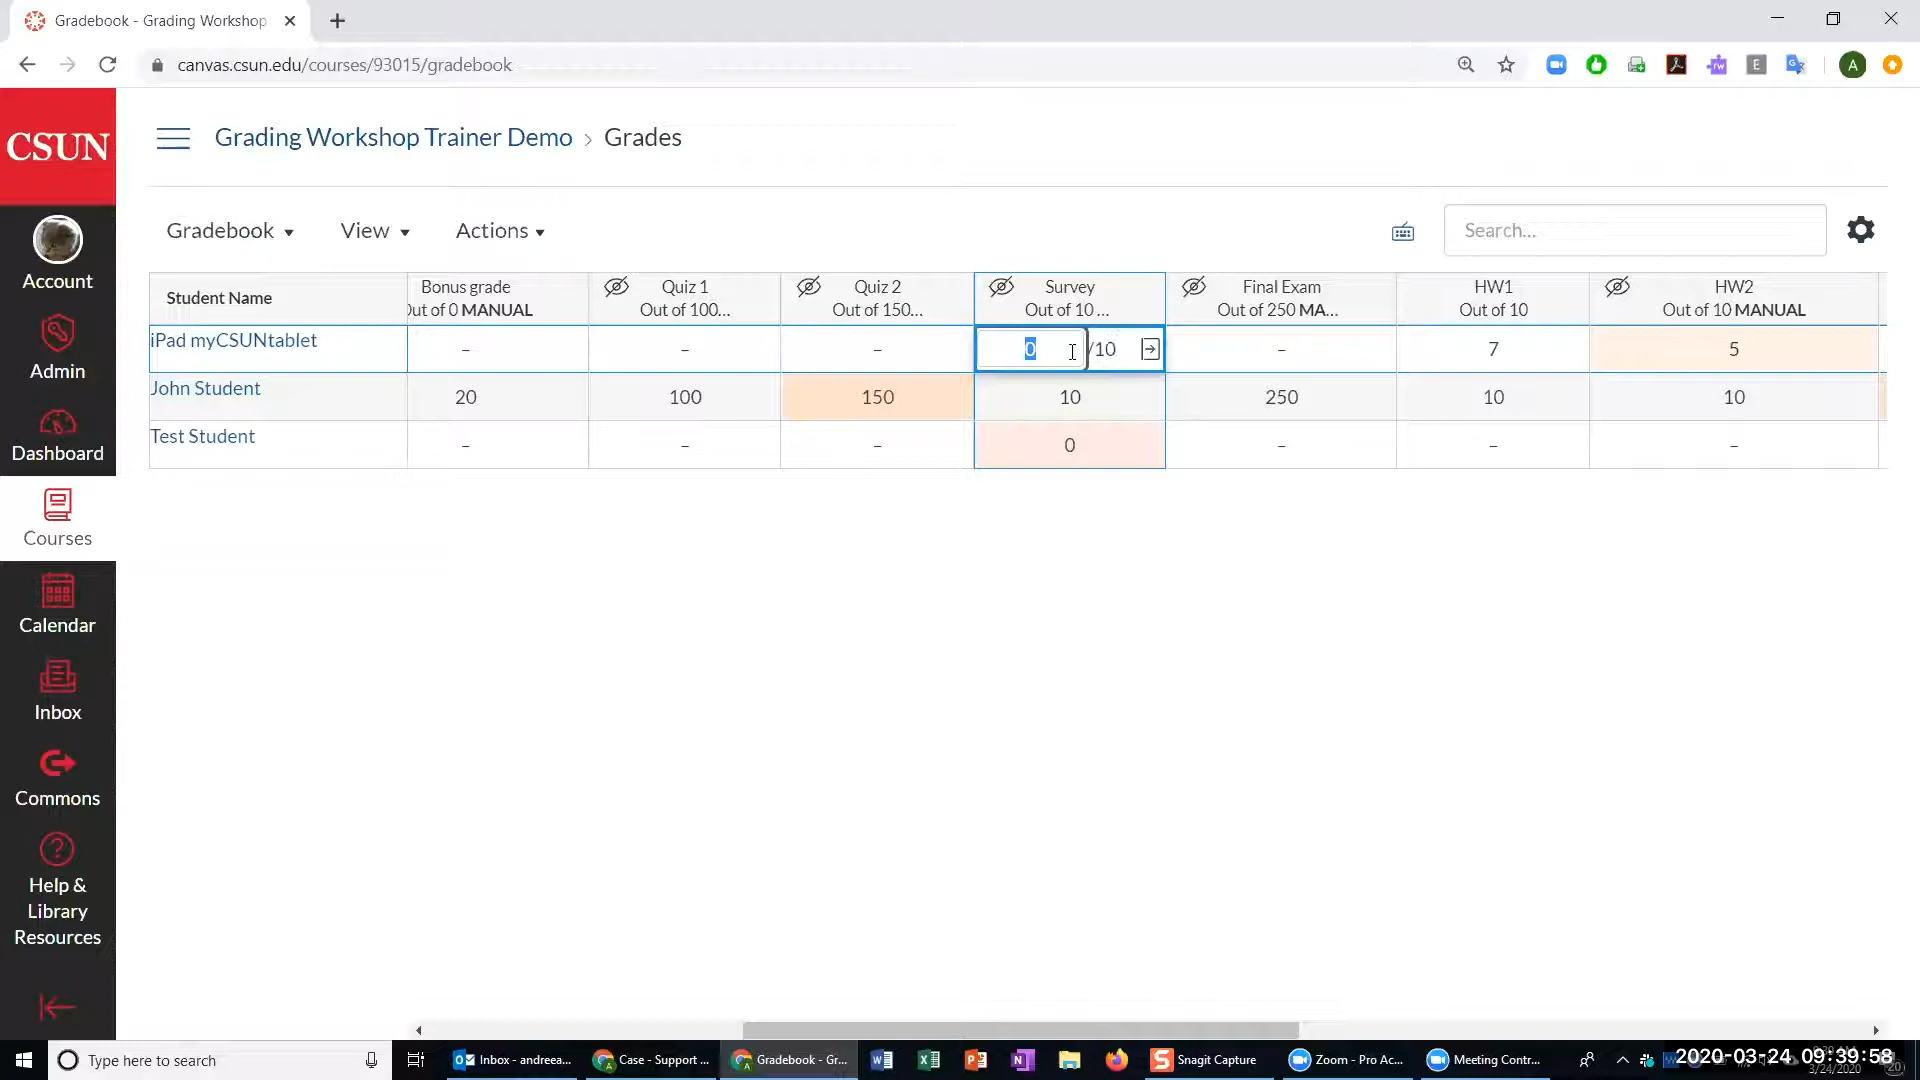 Gradebook - Grading Workshop
canvas.csun.edu/courses/93015/gradebook
A
CSUN
Grading Workshop Trainer Demo > Grades
Gradebook View Actions
Search...
Account
Admin
Dashboard
Courses
Calendar
Inbox
Commons
Help &
Library
Resources
Student Name
Bonus grade
Out of 0 MANUAL
Quiz 1
Out of 100...
Quiz 2
Out of 150...
Survey
Out of 10 ...
Final Exam
Out of 250 MA...
HW1
Out of 10
HW2
Out of 10 MANUAL
iPad myCSUNtablet – – – 0 /10 – 7 5
John Student 20 100 150 10 250 10 10
Test Student – – – 0 – – –
Type here to search
Inbox - andreea...
Case - Support ...
Gradebook - Gr...
Snagit Capture
Zoom - Pro Ac...
Meeting Contr...
2020-03-24 09:39:58
3/24/2020